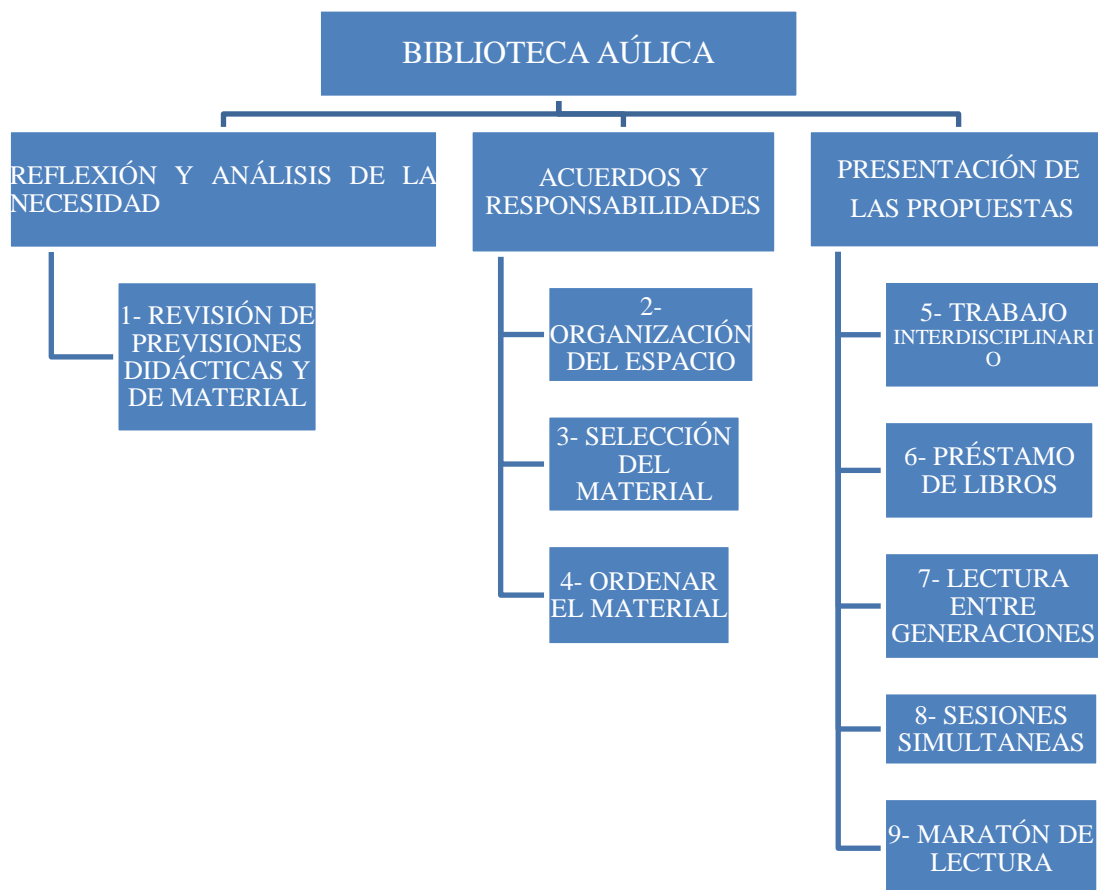 BIBLIOTECA AÚLICA
REFLEXIÓN Y ANÁLISIS DE LA
NECESIDAD
1- REVISIÓN DE
PREVISIONES
DIDÁCTICAS Y
DE MATERIAL
ACUERDOS Y
RESPONSABILIDADES
2-
ORGANIZACIÓN
DEL ESPACIO
3- SELECCIÓN
DEL
MATERIAL
4- ORDENAR
EL MATERIAL
PRESENTACIÓN DE
LAS PROPUESTAS
5- TRABAJO
INTERDISCIPLINARI
O
6- PRÉSTAMO
DE LIBROS
7- LECTURA
ENTRE
GENERACIONES
8- SESIONES
SIMULTANEAS
9- MARATÓN DE
LECTURA